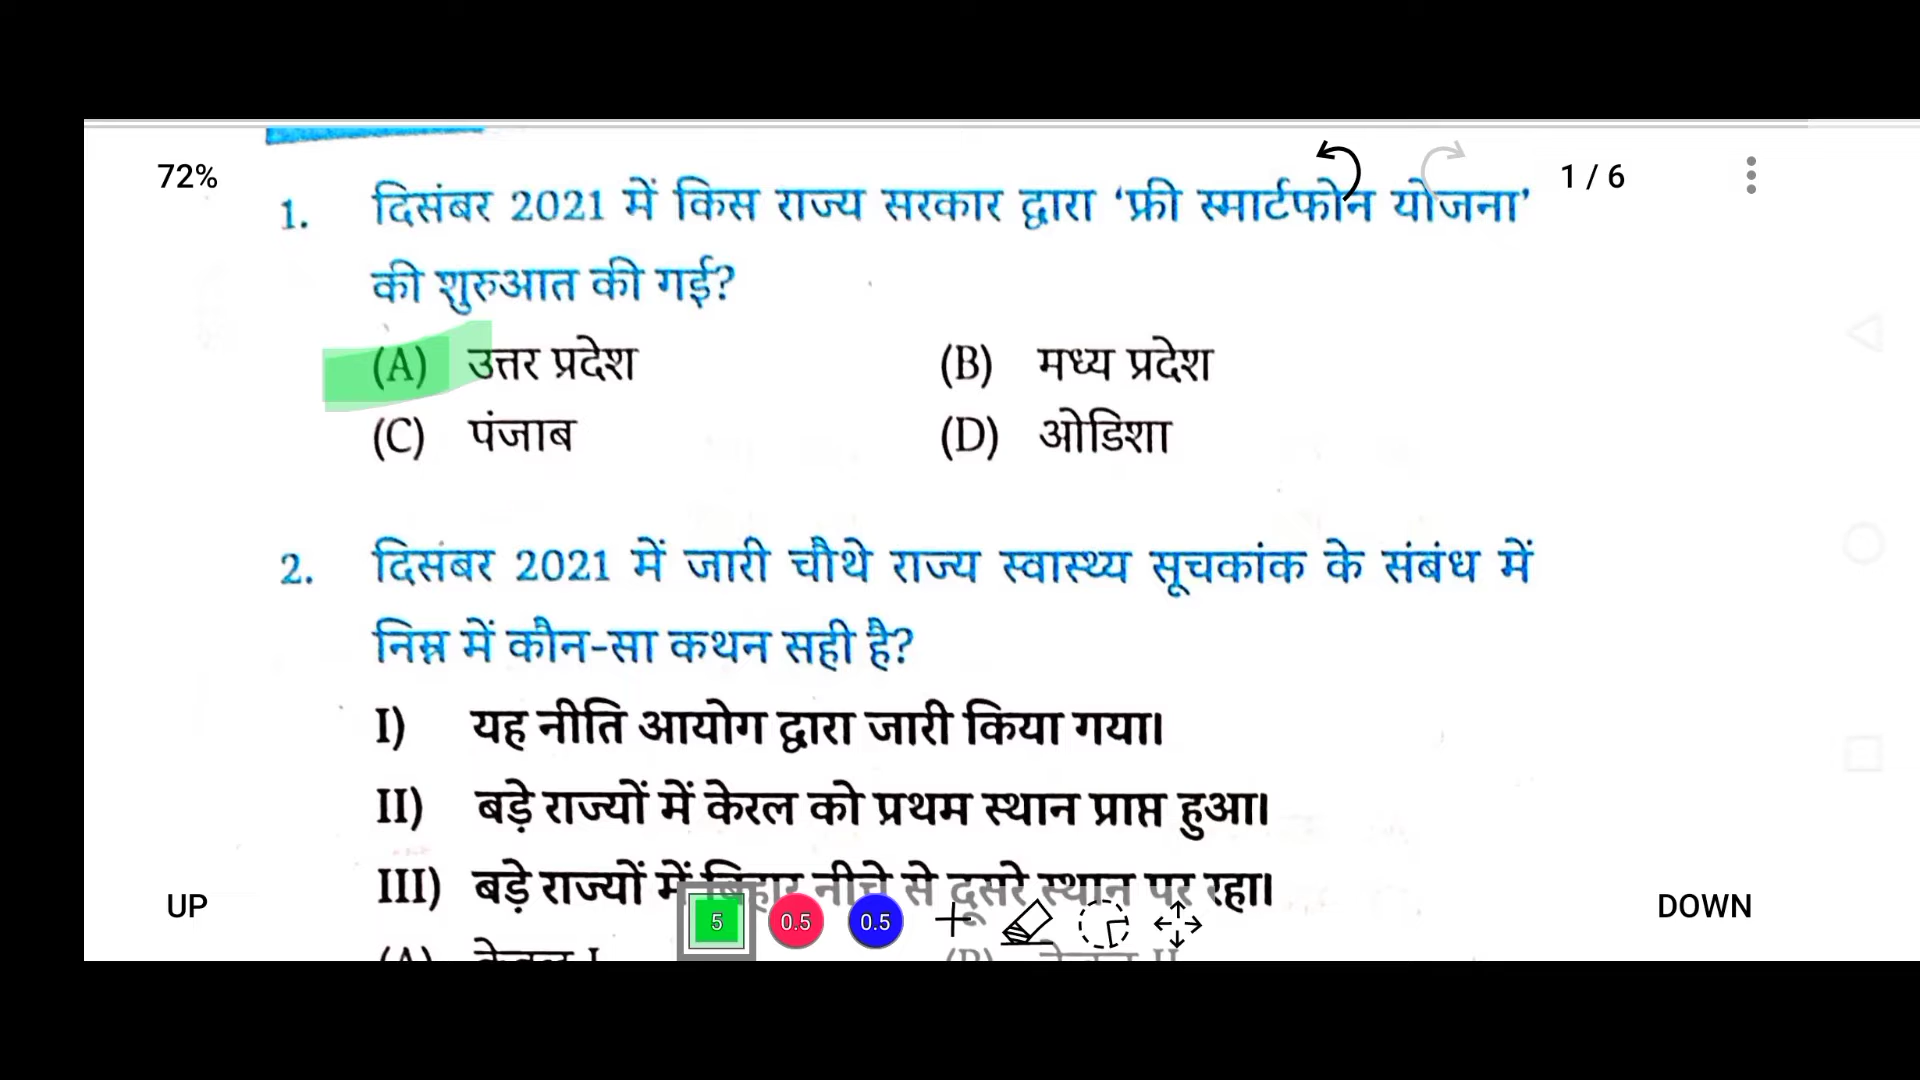 72%
1 / 6
1. दिसंबर 2021 में किस राज्य सरकार द्वारा ‘फ्री स्मार्टफोन योजना’
की शुरुआत की गई?
(A) उत्तर प्रदेश (B) मध्य प्रदेश
(C) पंजाब (D) ओडिशा
2. दिसंबर 2021 में जारी चौथे राज्य स्वास्थ्य सूचकांक के संबंध में
निम्न में कौन-सा कथन सही है?
I) यह नीति आयोग द्वारा जारी किया गया।
II) बड़े राज्यों में केरल को प्रथम स्थान प्राप्त हुआ।
III) बड़े राज्यों में बिहार नीचे से दूसरे स्थान पर रहा।
UP
5 0.5 0.5
DOWN